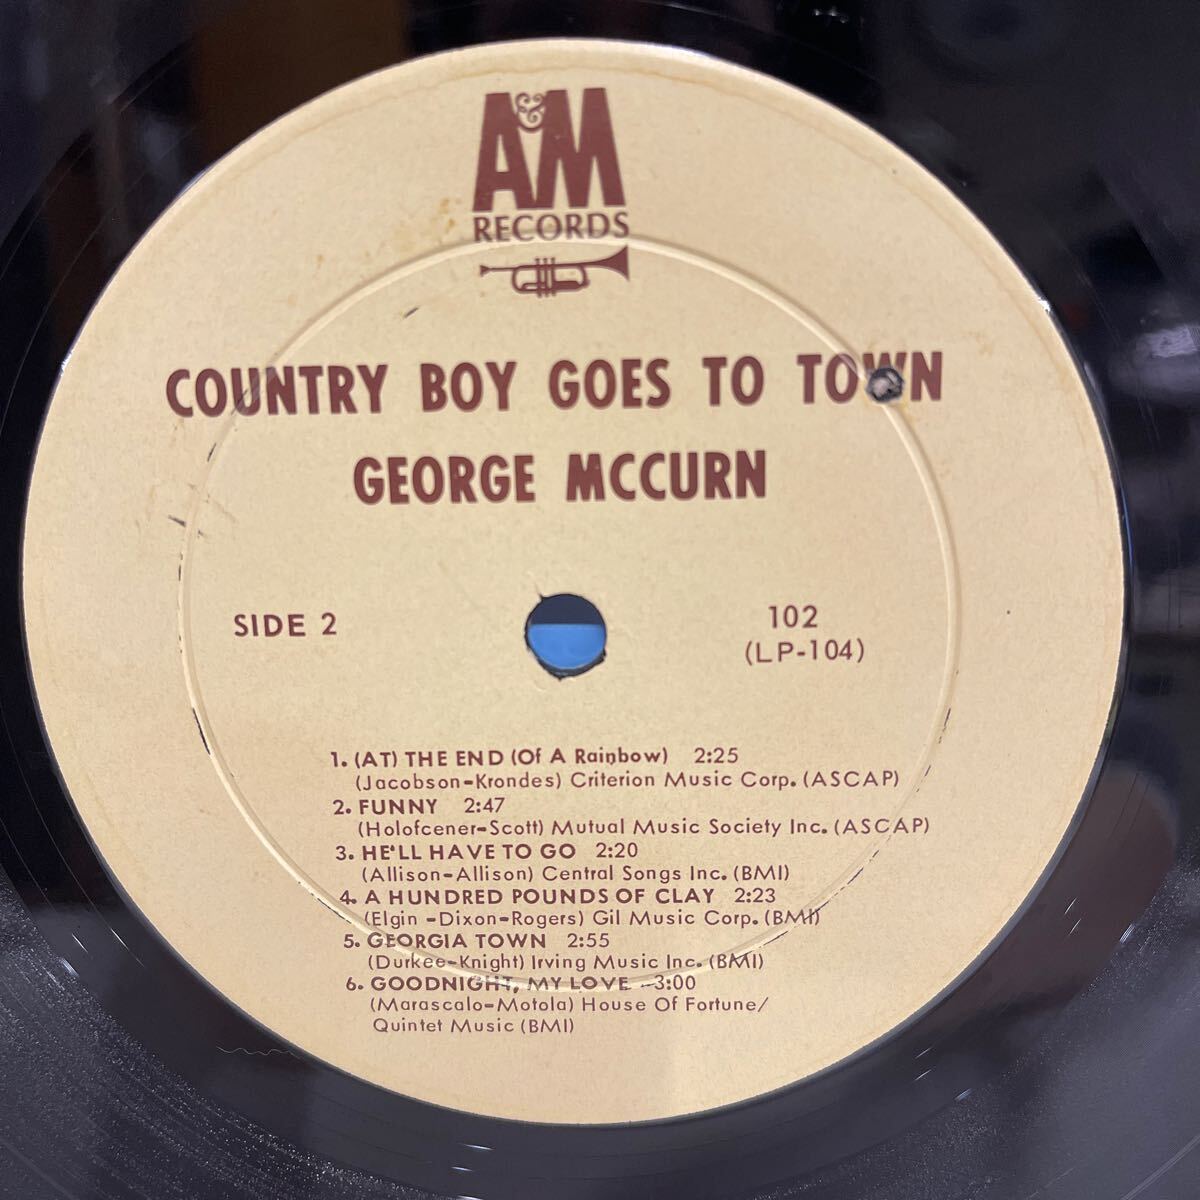 A&M
RECORDS
COUNTRY BOY GOES TO TOWN
GEORGE MCCURN
SIDE 2
102
(LP-104)
1. (AT) THE END (Of A Rainbow) 2:25
(Jacobson-Krondes) Criterion Music Corp. (ASCAP)
2. FUNNY 2:47
(Holofcener-Scott) Mutual Music Society Inc. (ASCAP)
3. HE'LL HAVE TO GO 2:20
(Allison-Allison) Central Songs Inc. (BMI)
4. A HUNDRED POUNDS OF CLAY 2:23
(Elgin -Dixon-Rogers) Gil Music Corp. (BMI)
5. GEORGIA TOWN 2:55
(Durkee-Knight) Irving Music Inc. (BMI)
6. GOODNIGHT, MY LOVE 3:00
(Marascalo-Motola) House Of Fortune/
Quintet Music (BMI)